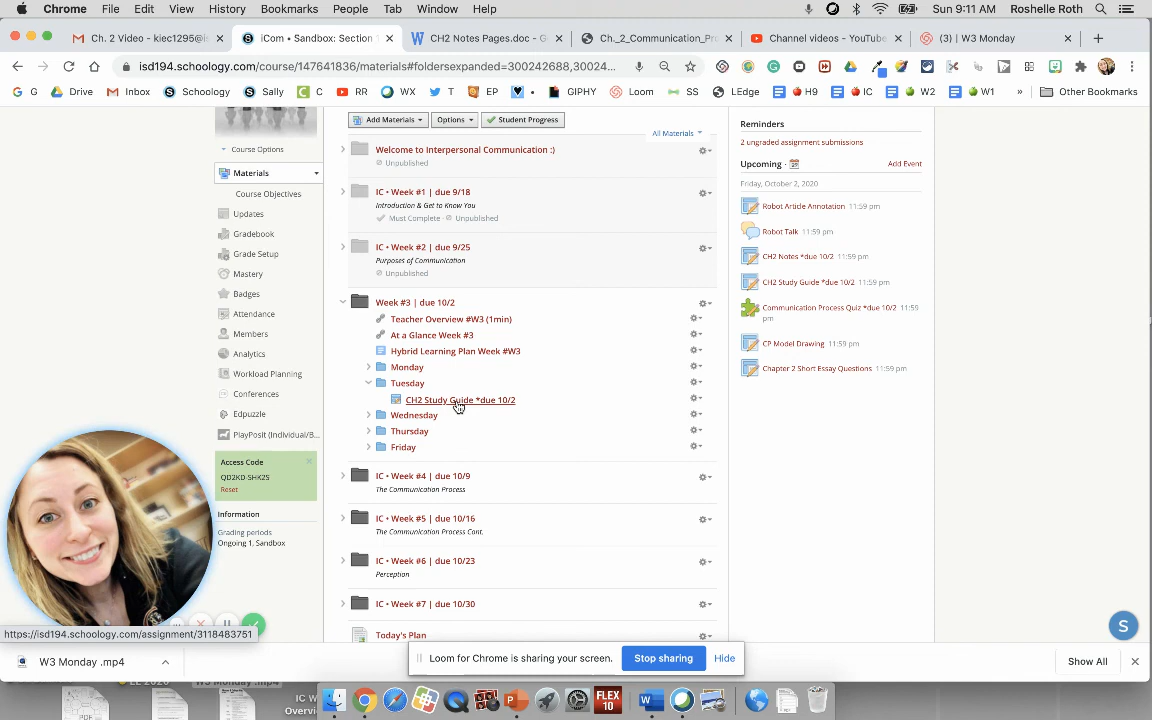 Chrome File Edit View History Bookmarks People Tab Window Help Sun 9:11 AM Roshelle Roth
Ch. 2 Video - kiec1295@is
iCom • Sandbox: Section
CH2 Notes Pages.doc - G
Ch._2_Communication_Pr
Channel videos - YouTube
(3) | W3 Monday
isd194.schoology.com/course/147641836/materials#foldersexpanded=300242688,30024...
G C Drive Inbox Schoology Sally C RR WX T EP • GIPHY Loom SS LEdge H9 IC W2 W1 » Other Bookmarks
Course Options
Materials
Course Objectives
Updates
Gradebook
Grade Setup
Mastery
Badges
Attendance
Members
Analytics
Workload Planning
Conferences
Edpuzzle
PlayPosit (Individual/B...
Access Code
QD2KD-SHK2S
Reset
Information
Grading periods
Ongoing 1, Sandbox
Add Materials Options Student Progress
All Materials
Welcome to Interpersonal Communication :)
Unpublished
IC • Week #1 | due 9/18
Introduction & Get to Know You
Must Complete · Unpublished
IC • Week #2 | due 9/25
Purposes of Communication
Unpublished
Week #3 | due 10/2
Teacher Overview #W3 (1min)
At a Glance Week #3
Hybrid Learning Plan Week #W3
Monday
Tuesday
CH2 Study Guide *due 10/2
Wednesday
Thursday
Friday
IC • Week #4 | due 10/9
The Communication Process
IC • Week #5 | due 10/16
The Communication Process Cont.
IC • Week #6 | due 10/23
Perception
IC • Week #7 | due 10/30
Today's Plan
Reminders
2 ungraded assignment submissions
Upcoming · Add Event
Friday, October 2, 2020
Robot Article Annotation 11:59 pm
Robot Talk 11:59 pm
CH2 Notes *due 10/2 11:59 pm
CH2 Study Guide *due 10/2 11:59 pm
Communication Process Quiz *due 10/2 11:59
pm
CP Model Drawing 11:59 pm
Chapter 2 Short Essay Questions 11:59 pm
S
https://isd194.schoology.com/assignment/3118483751
W3 Monday .mp4
Loom for Chrome is sharing your screen. Stop sharing Hide
Show All
W3 Monday .mp4
PDF
IC W
Overvi
FLEX
10